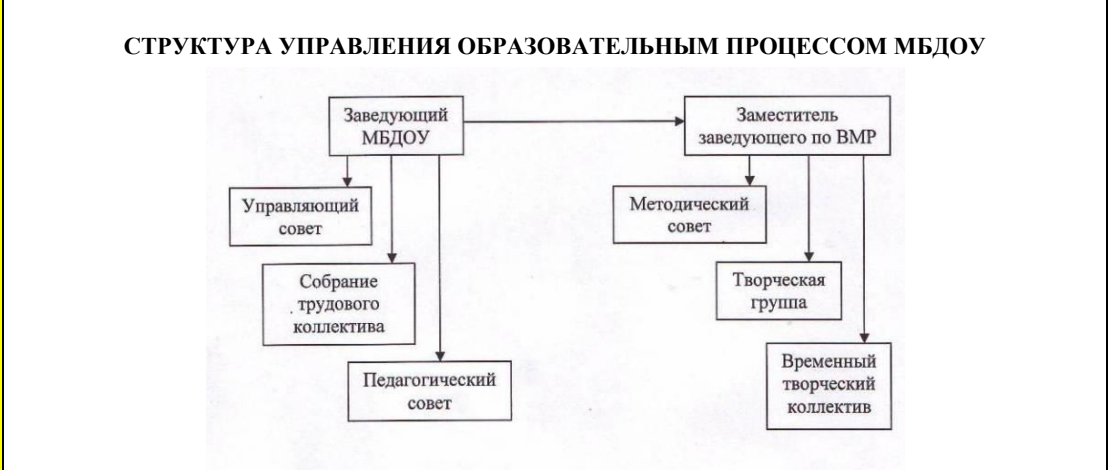 СТРУКТУРА УПРАВЛЕНИЯ ОБРАЗОВАТЕЛЬНЫМ ПРОЦЕССОМ МБДОУ
Заведующий
МБДОУ
Заместитель
заведующего по ВМР
Управляющий
совет
Методический
совет
Собрание
трудового
коллектива
Творческая
группа
Педагогический
совет
Временный
творческий
коллектив